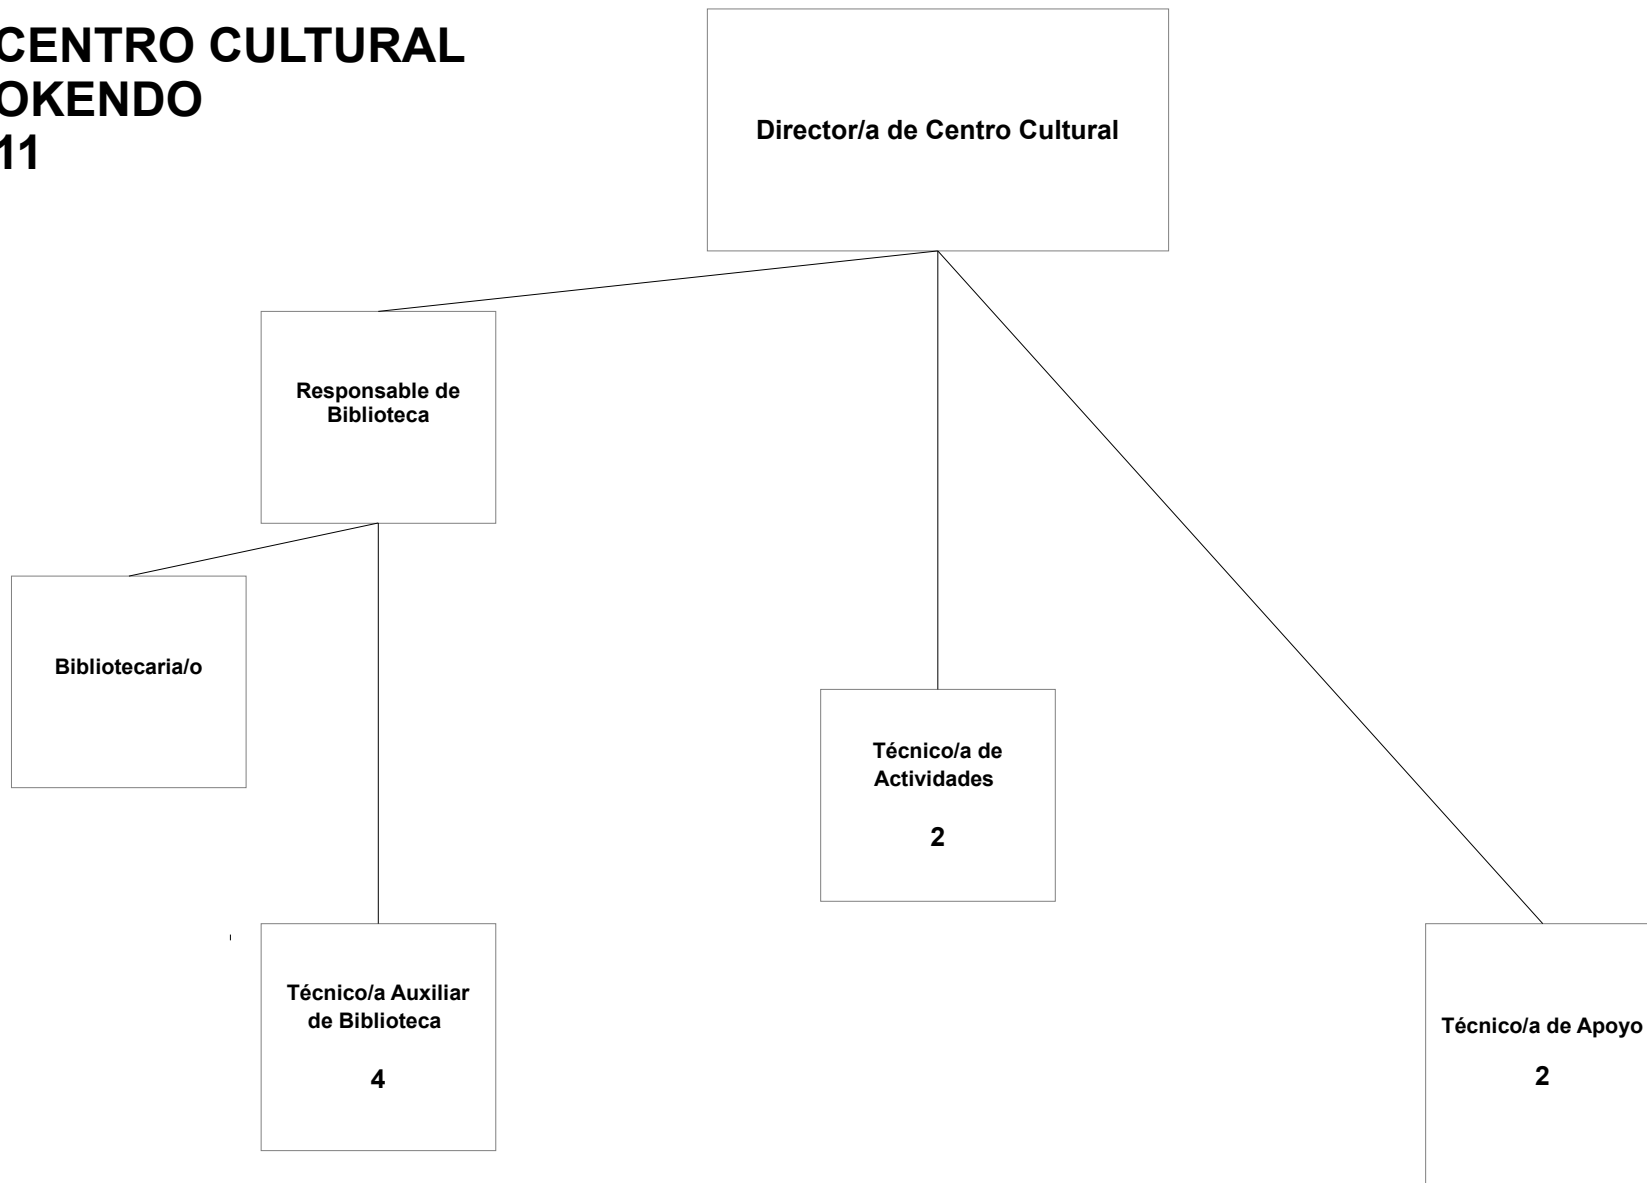 CENTRO CULTURAL
OKENDO
11
Director/a de Centro Cultural
Responsable de
Biblioteca
Bibliotecaria/o
Técnico/a de
Actividades
2
Técnico/a Auxiliar
de Biblioteca
4
Técnico/a de Apoyo
2